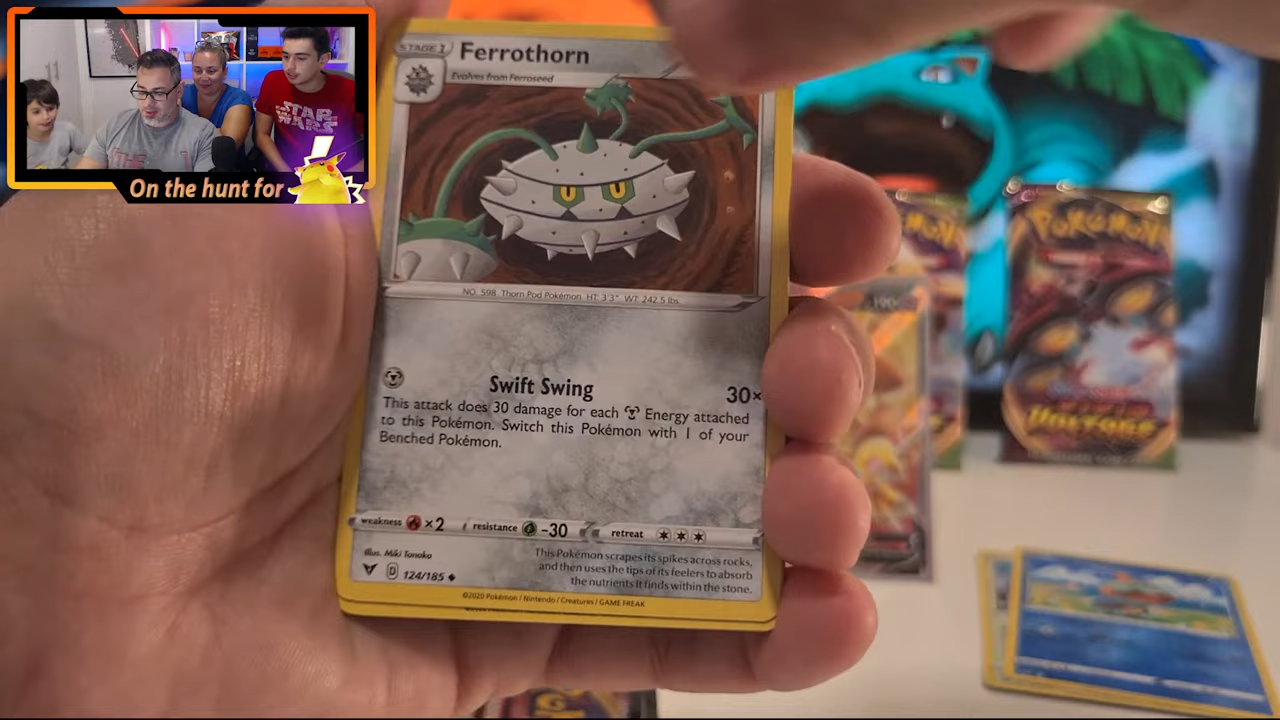 STAGE 1
Ferrothorn
Evolves from Ferroseed
STAR
WARS
On the hunt for
NO. 598 Thorn Pod Pokémon HT: 3'3" WT: 242.5 lbs.
Swift Swing 30×
This attack does 30 damage for each Energy attached
to this Pokémon. Switch this Pokémon with 1 of your
Benched Pokémon.
weakness ×2 resistance -30 retreat
Illus. Miki Tanaka
D 124/185
This Pokémon scrapes its spikes across rocks,
and then uses the tips of its feelers to absorb
the nutrients it finds within the stone.
©2020 Pokémon / Nintendo / Creatures / GAME FREAK
POKÉMON
VOLTAGE
POKÉMON
190